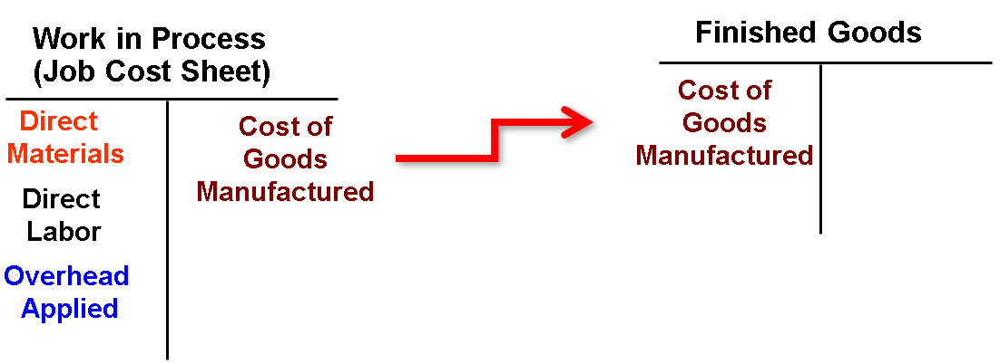 Work in Process
(Job Cost Sheet)
Direct
Materials
Direct
Labor
Overhead
Applied
Cost of
Goods
Manufactured
Finished Goods
Cost of
Goods
Manufactured